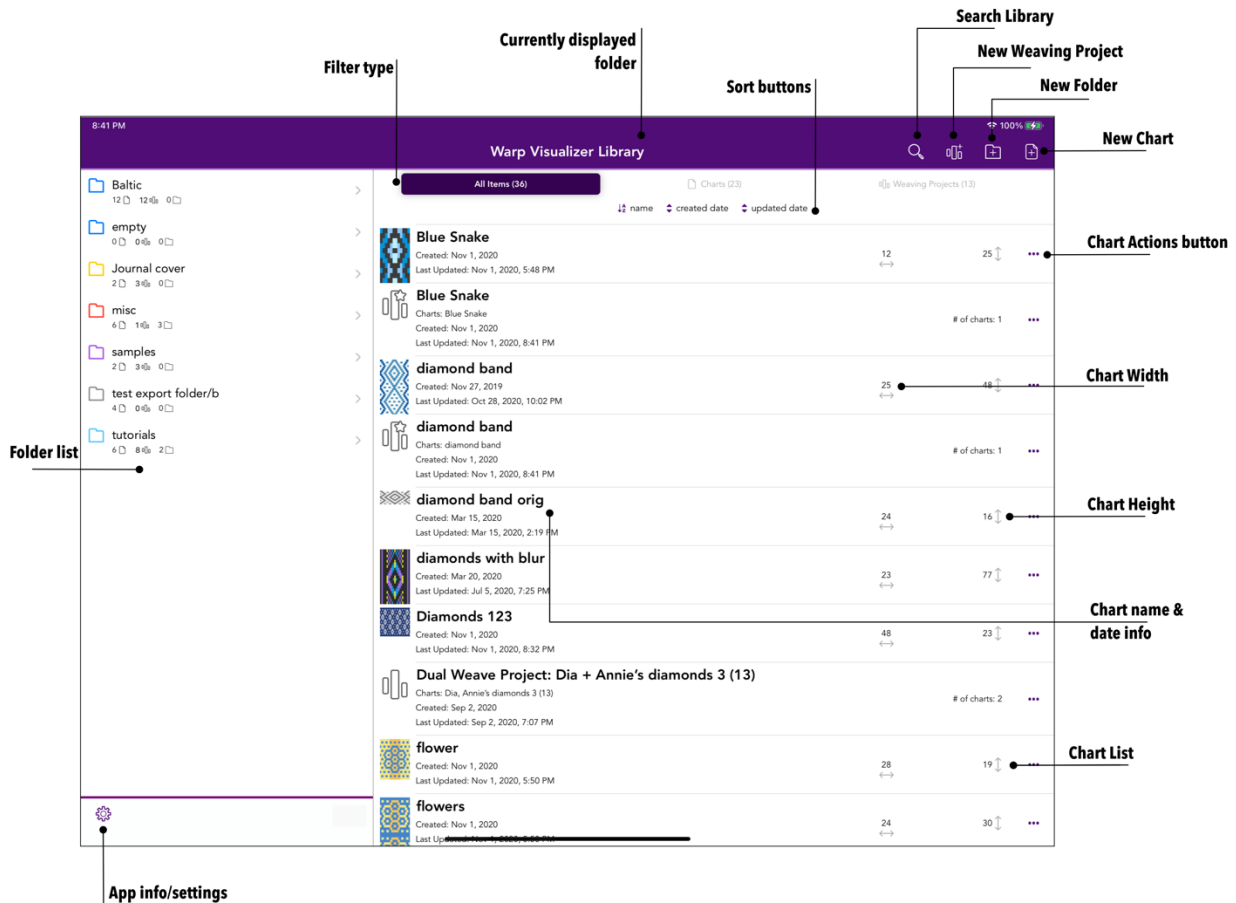 Search Library
Currently displayed
folder
New Weaving Project
Filter type
Sort buttons
New Folder
New Chart
8:41 PM
100%
Warp Visualizer Library
All Items (36)
Charts (23)
Weaving Projects (13)
name
created date
updated date
Baltic
12 12 0
empty
0 0 0
Journal cover
2 3 0
misc
6 1 3
samples
2 3 0
test export folder/b
4 0 0
tutorials
6 8 2
Folder list
Blue Snake
Created: Nov 1, 2020
Last Updated: Nov 1, 2020, 5:48 PM
12
25
Chart Actions button
Blue Snake
Charts: Blue Snake
Created: Nov 1, 2020
Last Updated: Nov 1, 2020, 8:41 PM
# of charts: 1
diamond band
Created: Nov 27, 2019
Last Updated: Oct 28, 2020, 10:02 PM
25
48
Chart Width
diamond band
Charts: diamond band
Created: Nov 1, 2020
Last Updated: Nov 1, 2020, 8:41 PM
# of charts: 1
diamond band orig
Created: Mar 15, 2020
Last Updated: Mar 15, 2020, 2:19 PM
24
16
Chart Height
diamonds with blur
Created: Mar 20, 2020
Last Updated: Jul 5, 2020, 7:25 PM
23
77
Chart name &
date info
Diamonds 123
Created: Nov 1, 2020
Last Updated: Nov 1, 2020, 8:32 PM
48
23
Dual Weave Project: Dia + Annie's diamonds 3 (13)
Charts: Dia, Annie's diamonds 3 (13)
Created: Sep 2, 2020
Last Updated: Sep 2, 2020, 7:07 PM
# of charts: 2
flower
Created: Nov 1, 2020
Last Updated: Nov 1, 2020, 5:50 PM
28
19
Chart List
flowers
Created: Nov 1, 2020
Last
24
30
App info/settings